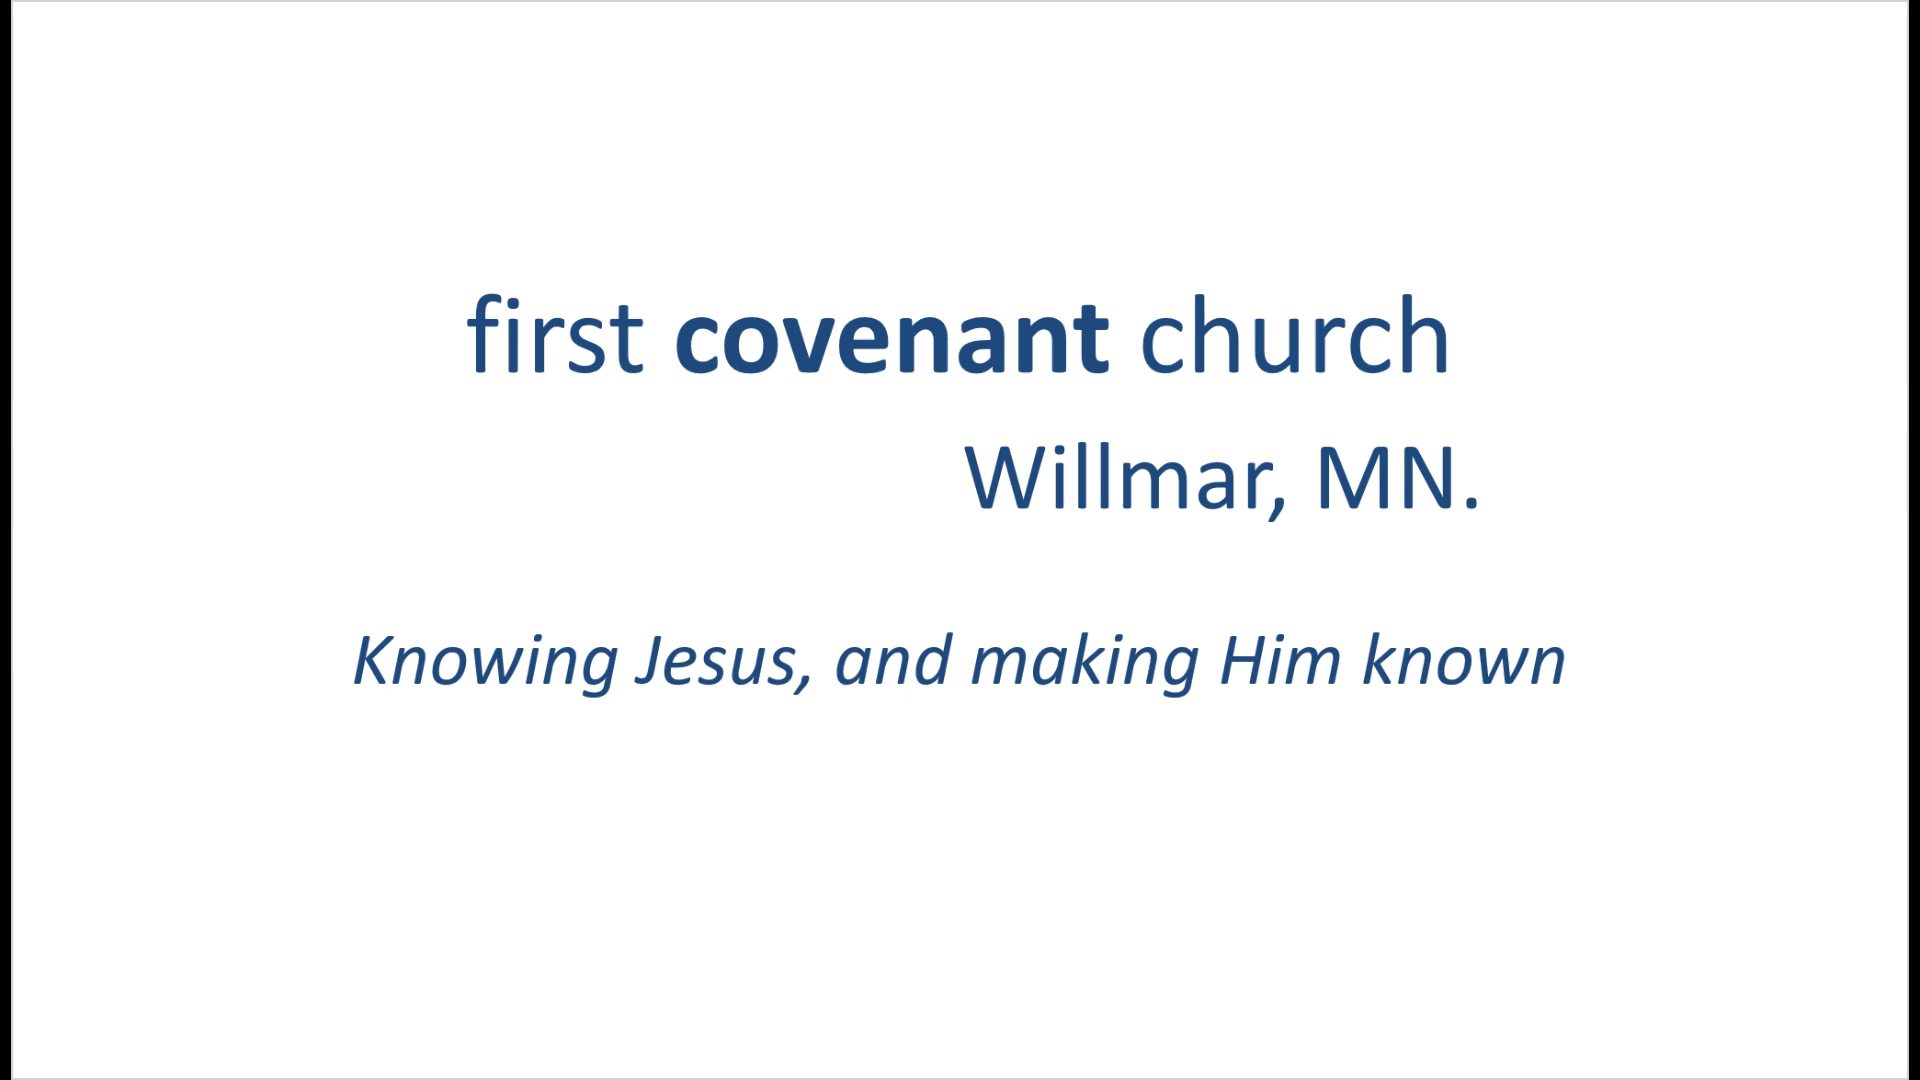 first covenant church
Willmar, MN.
Knowing Jesus, and making Him known